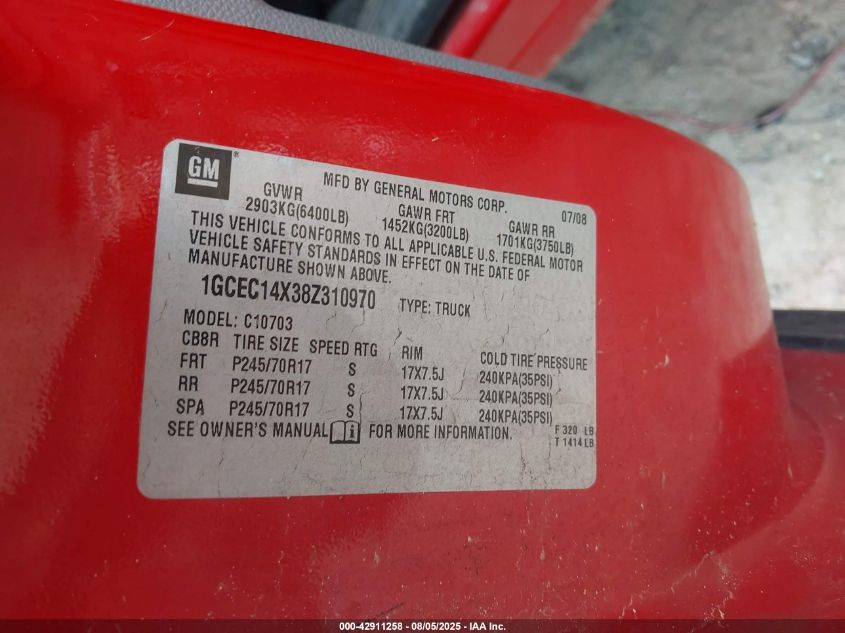 GM®
MFD BY GENERAL MOTORS CORP. 07/08
GVWR GAWR FRT GAWR RR
2903KG(6400LB) 1452KG(3200LB) 1701KG(3750LB)
THIS VEHICLE CONFORMS TO ALL APPLICABLE U.S. FEDERAL MOTOR
VEHICLE SAFETY STANDARDS IN EFFECT ON THE DATE OF
MANUFACTURE SHOWN ABOVE.
1GCEC14X38Z310970 TYPE: TRUCK
MODEL: C10703
CB8R TIRE SIZE SPEED RTG RIM COLD TIRE PRESSURE
FRT P245/70R17 S 17X7.5J 240KPA(35PSI)
RR P245/70R17 S 17X7.5J 240KPA(35PSI)
SPA P245/70R17 S 17X7.5J 240KPA(35PSI)
SEE OWNER'S MANUAL FOR MORE INFORMATION.
F 320 LB
T 1414 LB
000-42911258 - 08/05/2025 - IAA Inc.